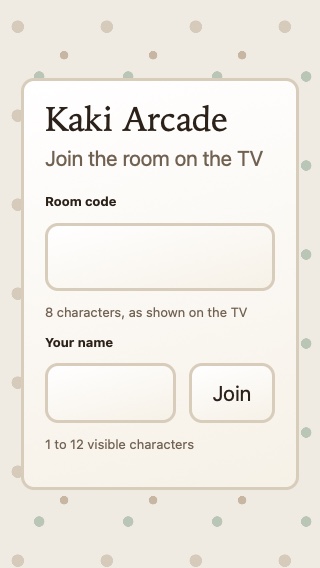 Kaki Arcade
Join the room on the TV
Room code
8 characters, as shown on the TV
Your name
Join
1 to 12 visible characters